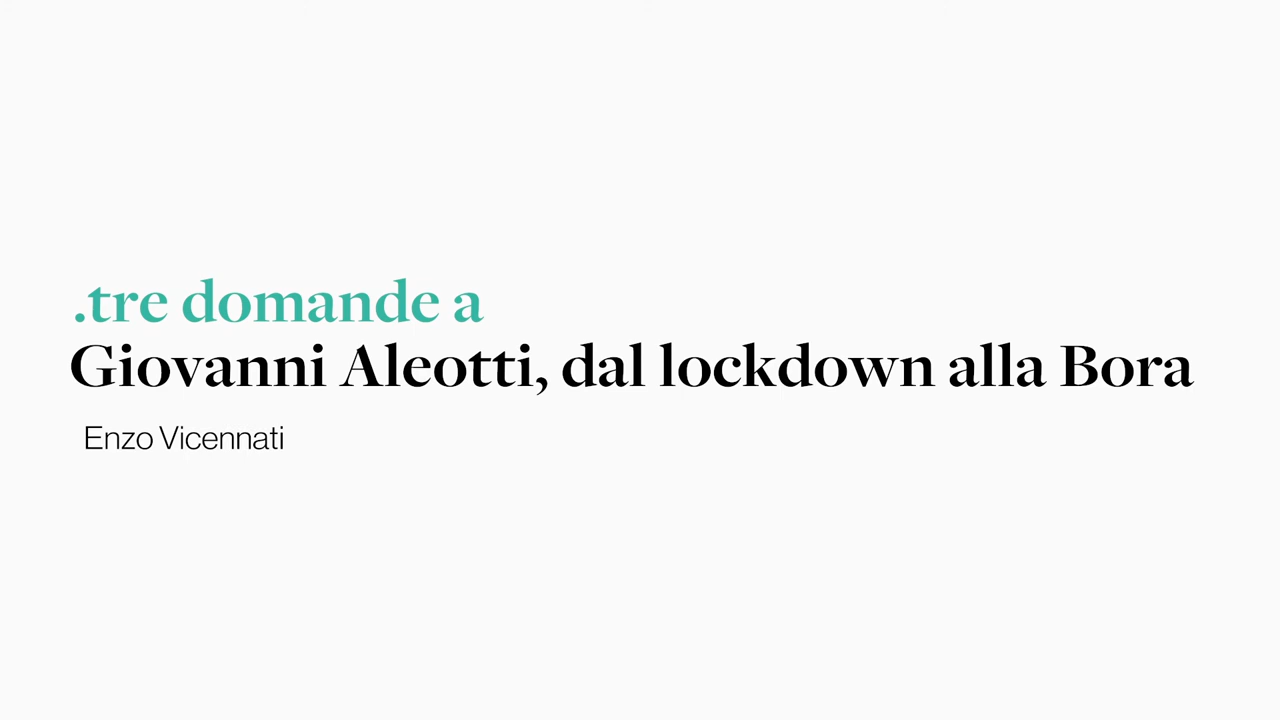 .tre domande a
Giovanni Aleotti, dal lockdown alla Bora
Enzo Vicennati